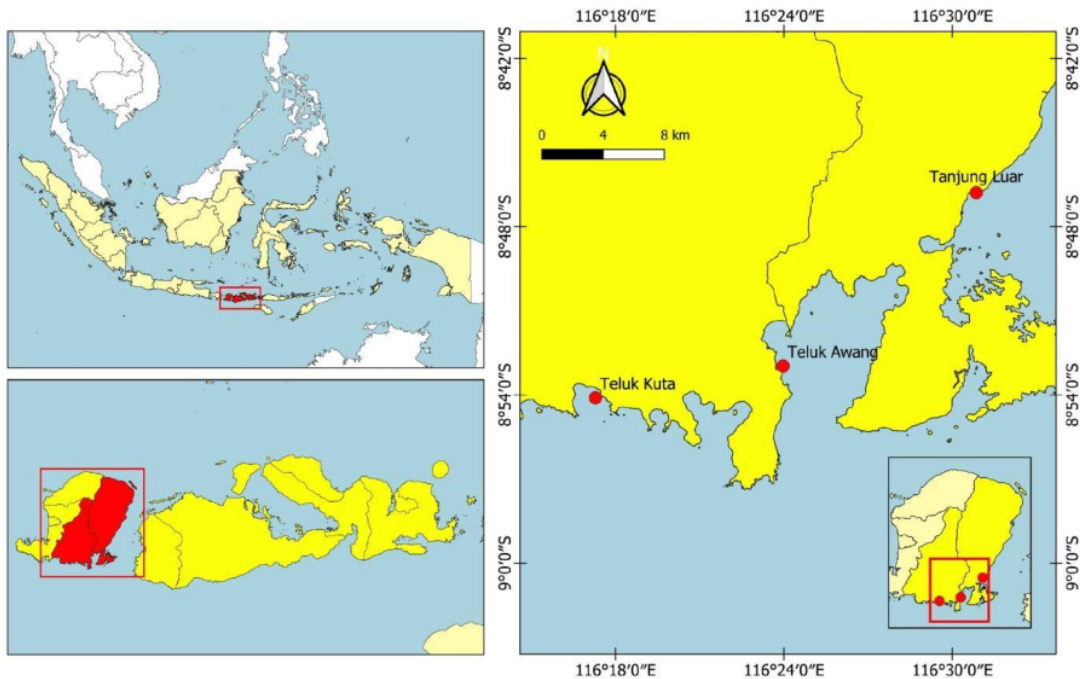 116°18′0″E
116°24′0″E
116°30′0″E
8°42′0″S
8°42′0″S
N
0
4
8 km
Tanjung Luar
8°48′0″S
8°48′0″S
Teluk Awang
Teluk Kuta
8°54′0″S
8°54′0″S
9°0′0″S
9°0′0″S
116°18′0″E
116°24′0″E
116°30′0″E